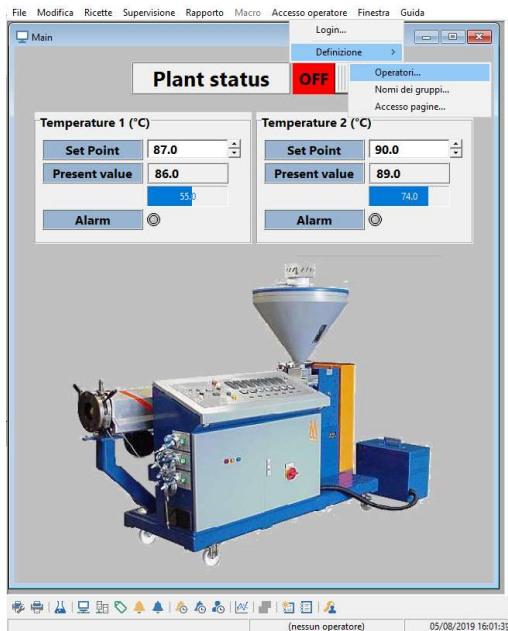 File Modifica Ricette Supervisione Rapporto Macro Accesso operatore Finestra Guida
Main
Login...
Definizione
Operatori...
Nomi dei gruppi...
Accesso pagine...
Plant status OFF
Temperature 1 (°C)
Set Point 87.0
Present value 86.0
55.0
Alarm
Temperature 2 (°C)
Set Point 90.0
Present value 89.0
74.0
Alarm
(nessun operatore) 05/08/2019 16:01:39